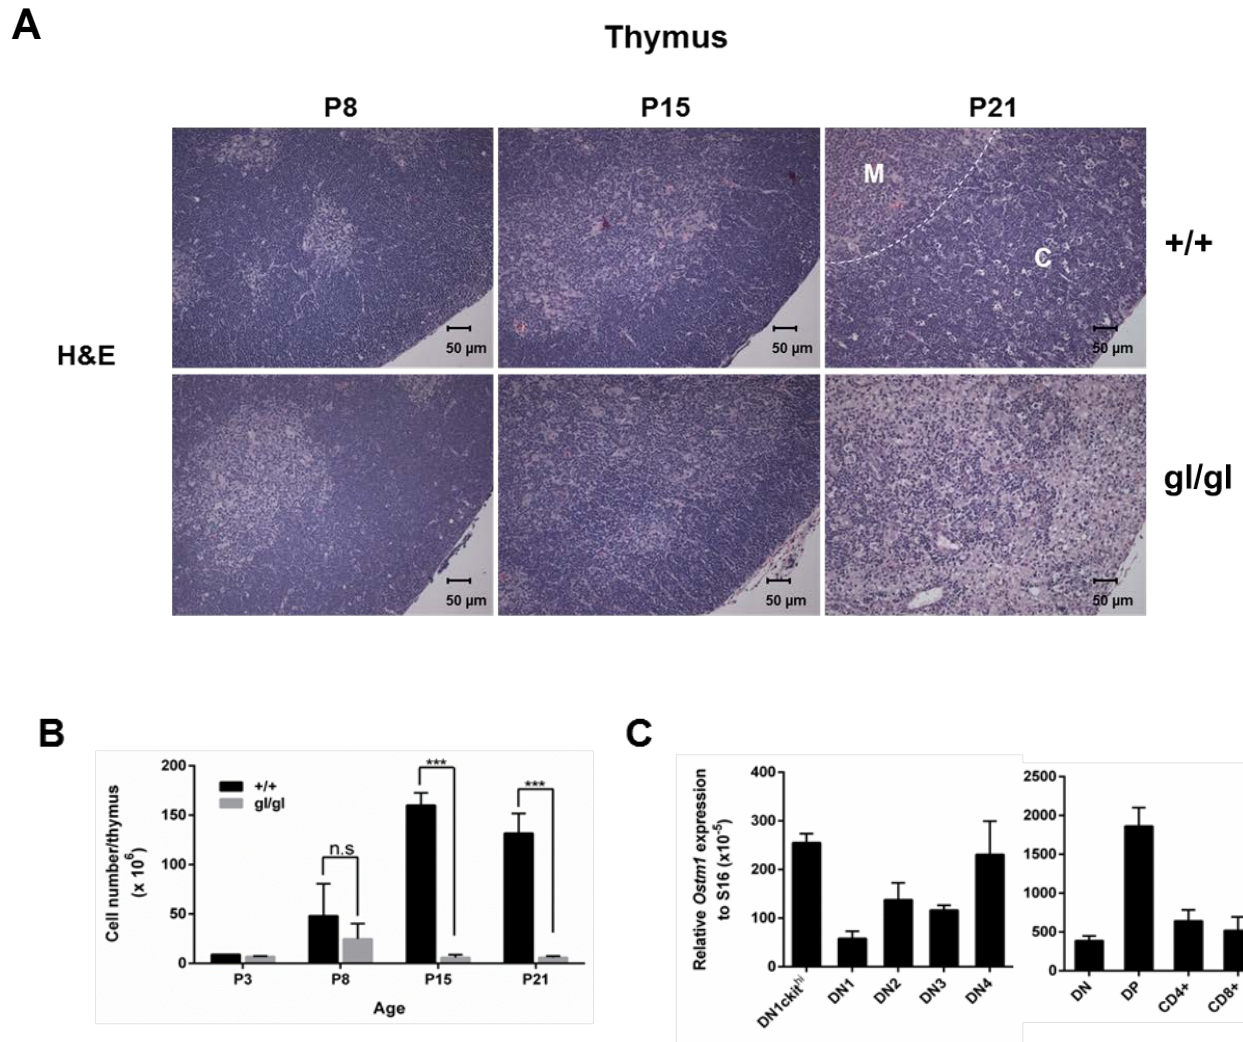 A
Thymus
P8 P15 P21
M
C
+/+
50 µm 50 µm 50 µm
H&E
gl/gl
50 µm 50 µm 50 µm
B
Cell number/thymus
(x 10⁶)
200
150
100
50
0
+/+
gl/gl
n.s
***
***
P3 P8 P15 P21
Age
C
Relative Ostm1 expression
to S16 (x10⁻⁵)
400
300
200
100
0
DN1ckitʰⁱ DN1 DN2 DN3 DN4
2500
2000
1500
1000
500
0
DN DP CD4+ CD8+